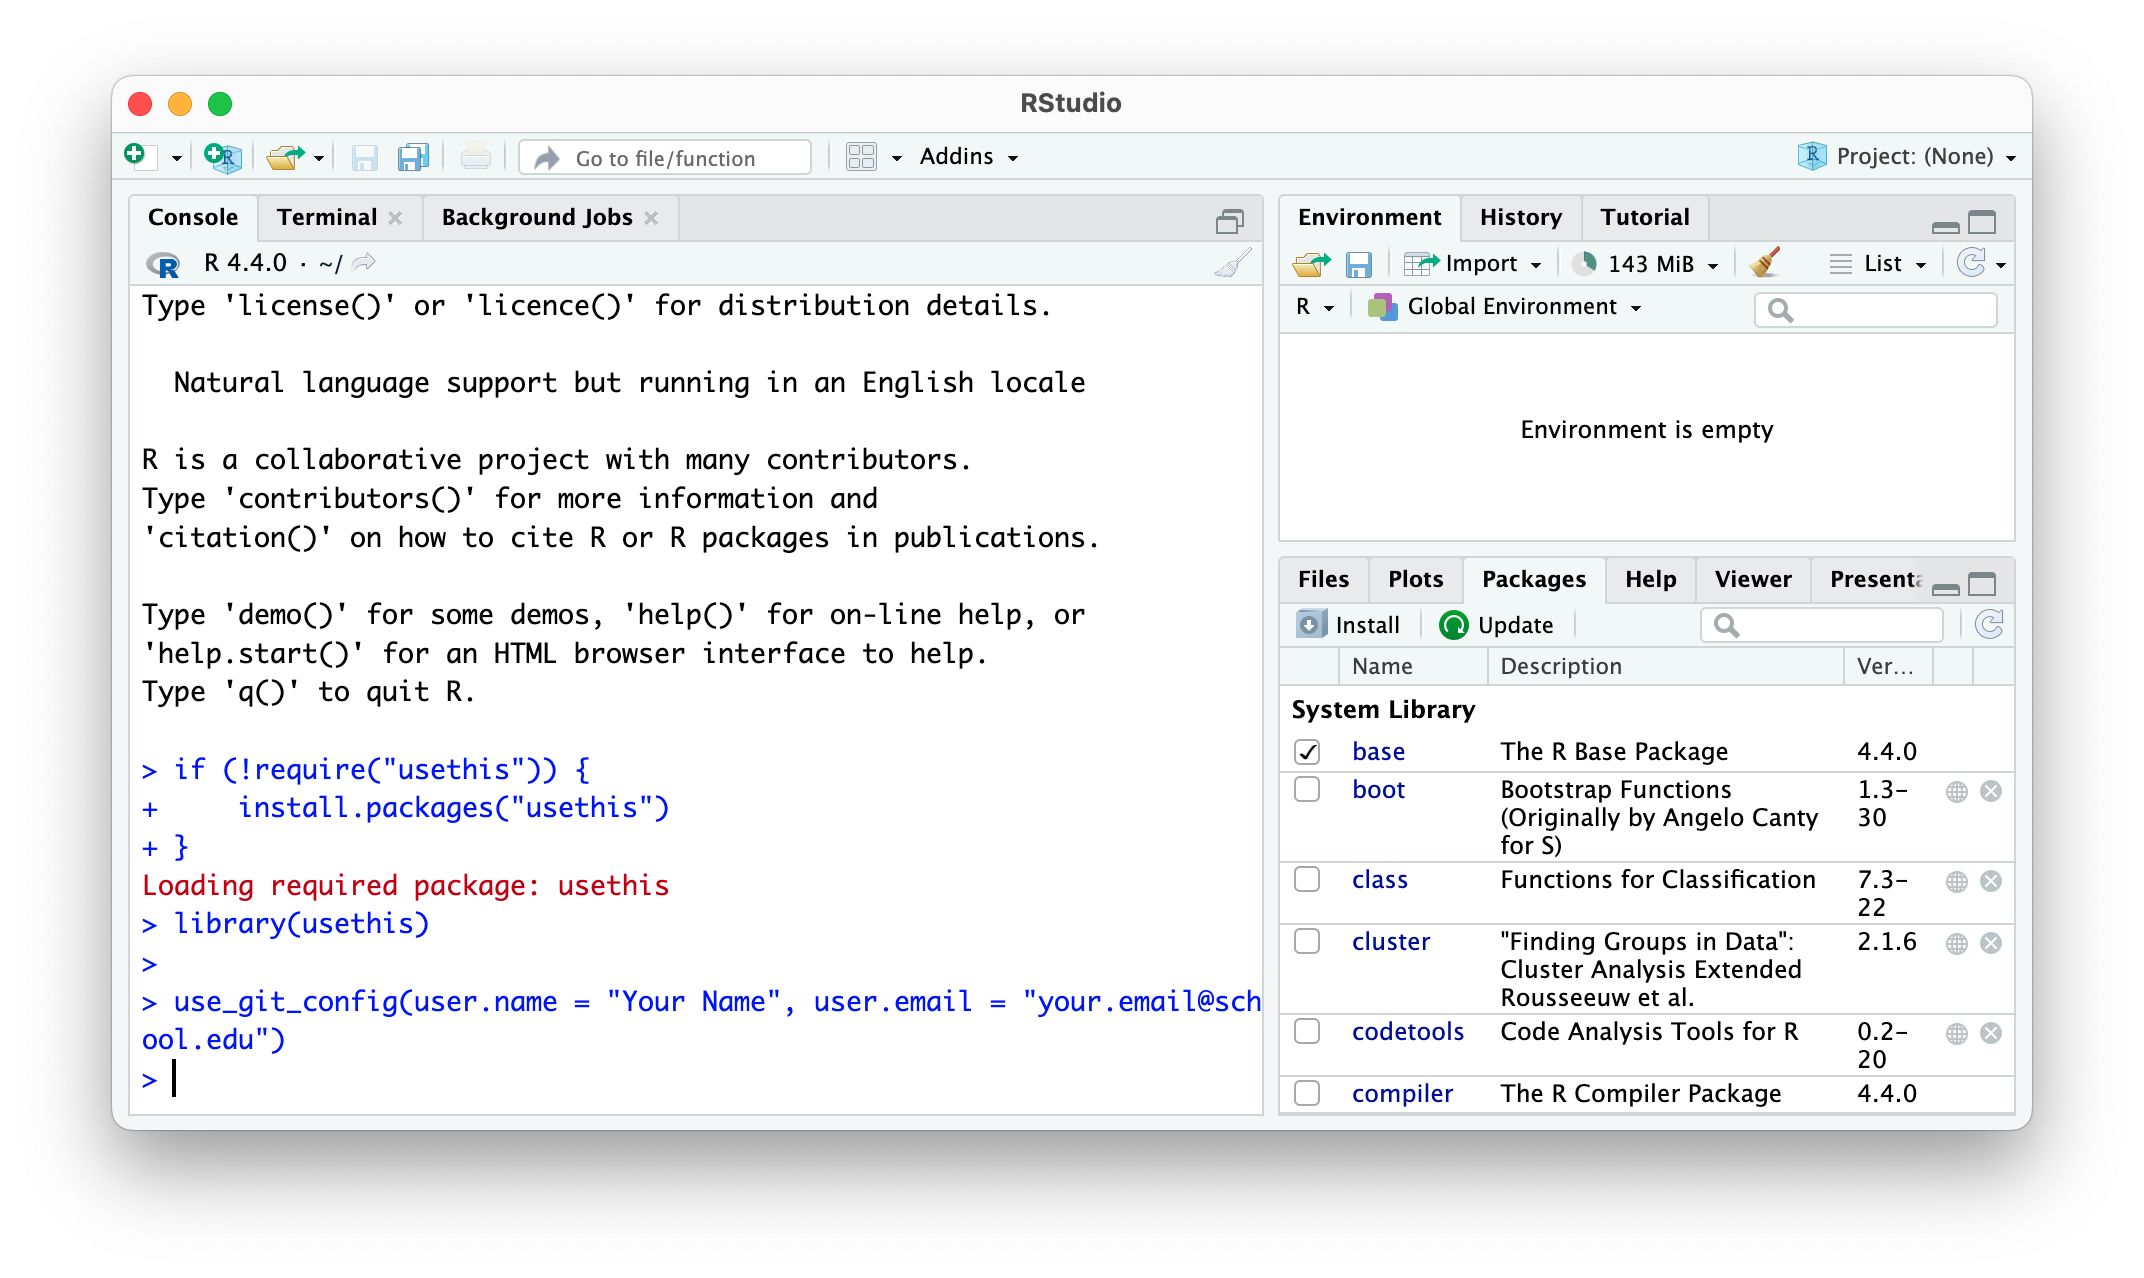 RStudio
Go to file/function
Addins
Project: (None)
Console
Terminal
Background Jobs
R 4.4.0 · ~/
Type 'license()' or 'licence()' for distribution details.
Natural language support but running in an English locale
R is a collaborative project with many contributors.
Type 'contributors()' for more information and
'citation()' on how to cite R or R packages in publications.
Type 'demo()' for some demos, 'help()' for on-line help, or
'help.start()' for an HTML browser interface to help.
Type 'q()' to quit R.
> if (!require("usethis")) {
+     install.packages("usethis")
+ }
Loading required package: usethis
> library(usethis)
>
> use_git_config(user.name = "Your Name", user.email = "your.email@sch
ool.edu")
>
Environment
History
Tutorial
Import
143 MiB
List
R
Global Environment
Environment is empty
Files
Plots
Packages
Help
Viewer
Presenta
Install
Update
Name Description Ver...
System Library
base The R Base Package 4.4.0
boot Bootstrap Functions 1.3-
(Originally by Angelo Canty 30
for S)
class Functions for Classification 7.3-
22
cluster "Finding Groups in Data": 2.1.6
Cluster Analysis Extended
Rousseeuw et al.
codetools Code Analysis Tools for R 0.2-
20
compiler The R Compiler Package 4.4.0